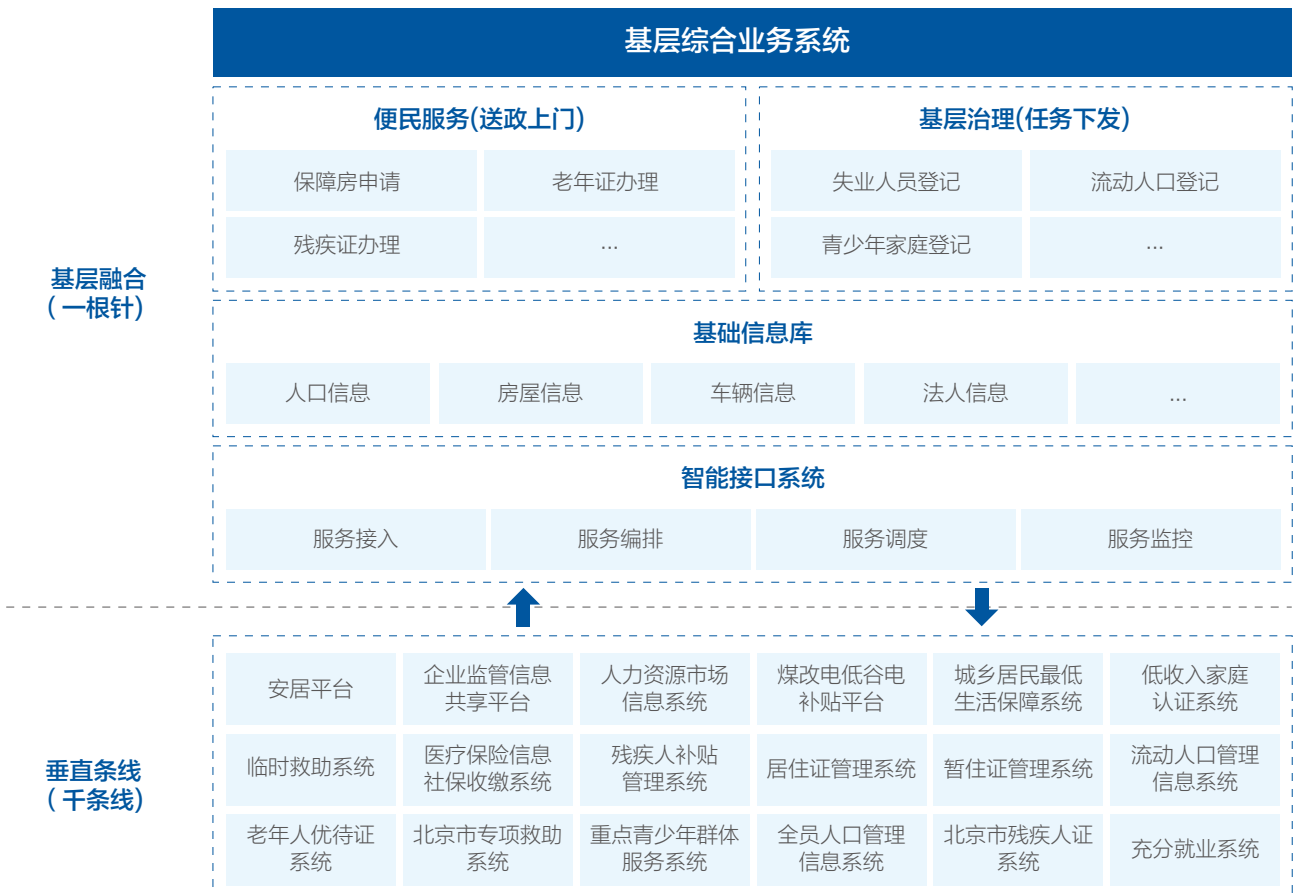 基层综合业务系统
便民服务(送政上门)
基层治理(任务下发)
保障房申请
老年证办理
失业人员登记
流动人口登记
残疾证办理
...
青少年家庭登记
...
基层融合
( 一根针)
基础信息库
人口信息
房屋信息
车辆信息
法人信息
...
智能接口系统
服务接入
服务编排
服务调度
服务监控
垂直条线
( 千条线)
安居平台
企业监管信息
共享平台
人力资源市场
信息系统
煤改电低谷电
补贴平台
城乡居民最低
生活保障系统
低收入家庭
认证系统
临时救助系统
医疗保险信息
社保收缴系统
残疾人补贴
管理系统
居住证管理系统
暂住证管理系统
流动人口管理
信息系统
老年人优待证
系统
北京市专项救助
系统
重点青少年群体
服务系统
全员人口管理
信息系统
北京市残疾人证
系统
充分就业系统